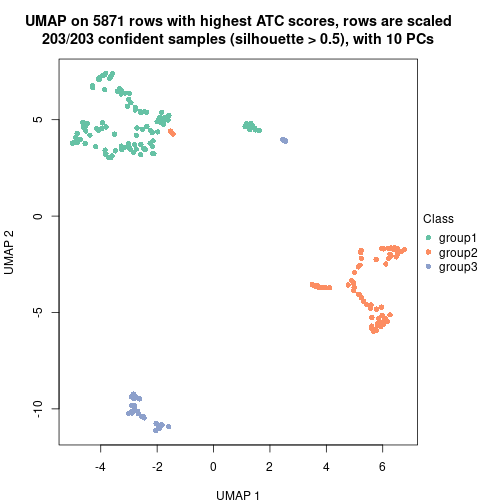 UMAP on 5871 rows with highest ATC scores, rows are scaled
203/203 confident samples (silhouette > 0.5), with 10 PCs
5
0
-5
-10
UMAP 2
Class
group1
group2
group3
-4
-2
0
2
4
6
UMAP 1